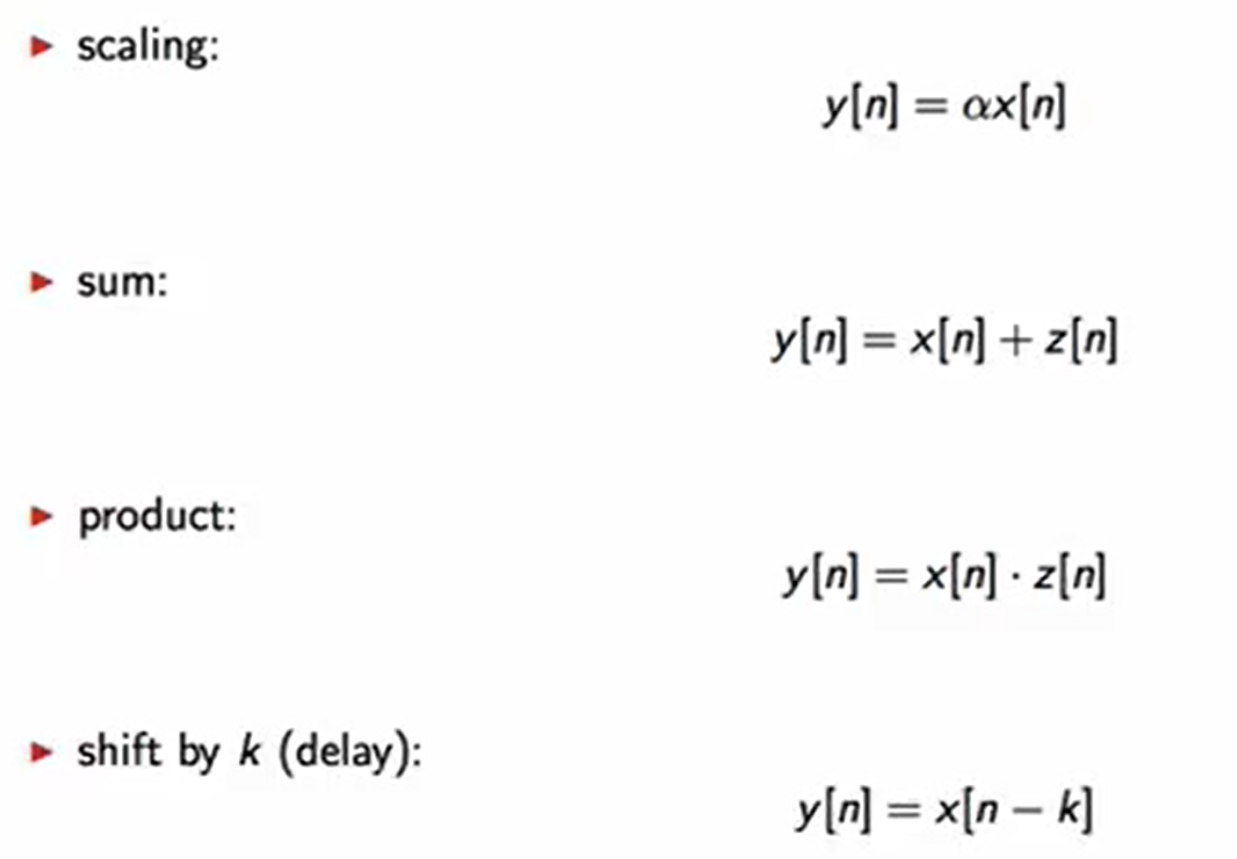 ▶ scaling:
y[n] = αx[n]
▶ sum:
y[n] = x[n] + z[n]
▶ product:
y[n] = x[n] · z[n]
▶ shift by k (delay):
y[n] = x[n − k]